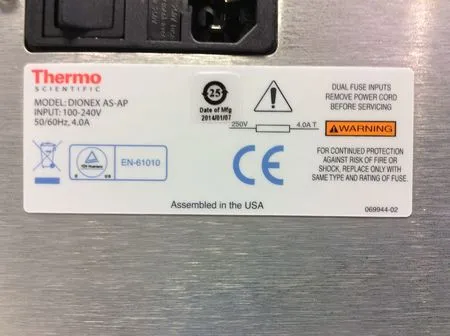 Thermo
SCIENTIFIC
MODEL: DIONEX AS-AP
INPUT: 100-240V
50/60Hz, 4.0A
25
Date of Mfg
2014/01/07
250V
4.0A T
DUAL FUSE INPUTS
REMOVE POWER CORD
BEFORE SERVICING
WARNING
FOR CONTINUED PROTECTION
AGAINST RISK OF FIRE OR
SHOCK, REPLACE ONLY WITH
SAME TYPE AND RATING OF FUSE.
EN-61010
CE
Assembled in the USA
069944-02